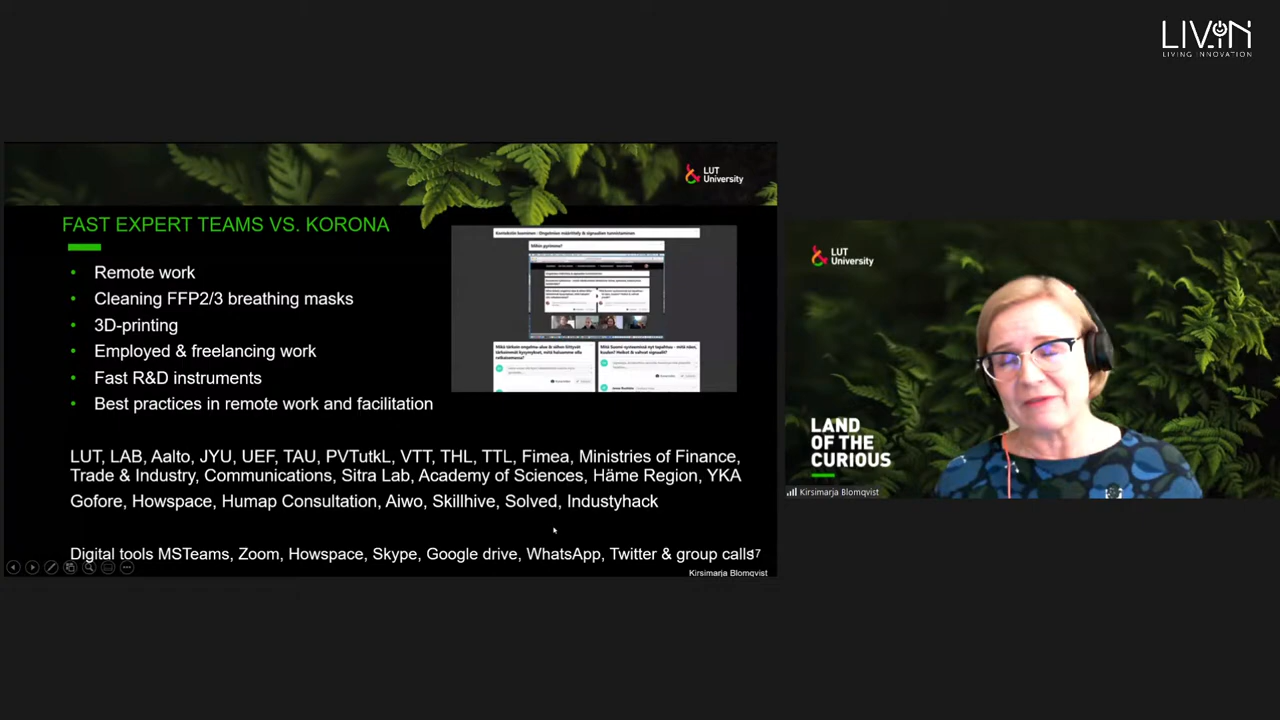 LIV.IN
LIVING INNOVATION
LUT
University
FAST EXPERT TEAMS VS. KORONA
• Remote work
• Cleaning FFP2/3 breathing masks
• 3D-printing
• Employed & freelancing work
• Fast R&D instruments
• Best practices in remote work and facilitation
LUT, LAB, Aalto, JYU, UEF, TAU, PVTutkL, VTT, THL, TTL, Fimea, Ministries of Finance,
Trade & Industry, Communications, Sitra Lab, Academy of Sciences, Häme Region, YKA
Gofore, Howspace, Humap Consultation, Aiwo, Skillhive, Solved, Industyhack
Digital tools MSTeams, Zoom, Howspace, Skype, Google drive, WhatsApp, Twitter & group calls
Kirsimarja Blomqvist
LUT
University
LAND
OF THE
CURIOUS
Kirsimarja Blomqvist